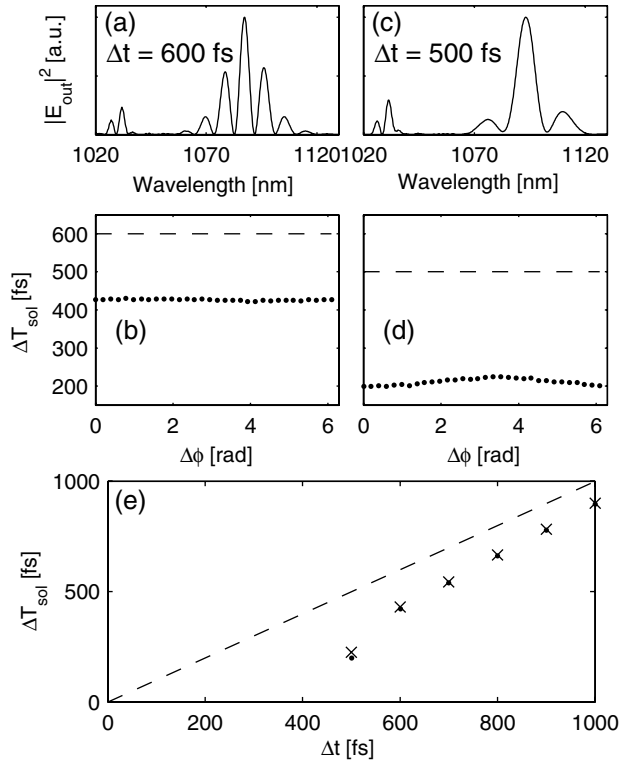 (a)
Δt = 600 fs
(c)
Δt = 500 fs
|E_out|² [a.u.]
1020 1070 1120
1020 1070 1120
Wavelength [nm]
Wavelength [nm]
600
500
400
300
200
ΔT_sol [fs]
(b)
(d)
0 2 4 6
0 2 4 6
Δϕ [rad]
Δϕ [rad]
(e)
1000
500
0
ΔT_sol [fs]
0 200 400 600 800 1000
Δt [fs]